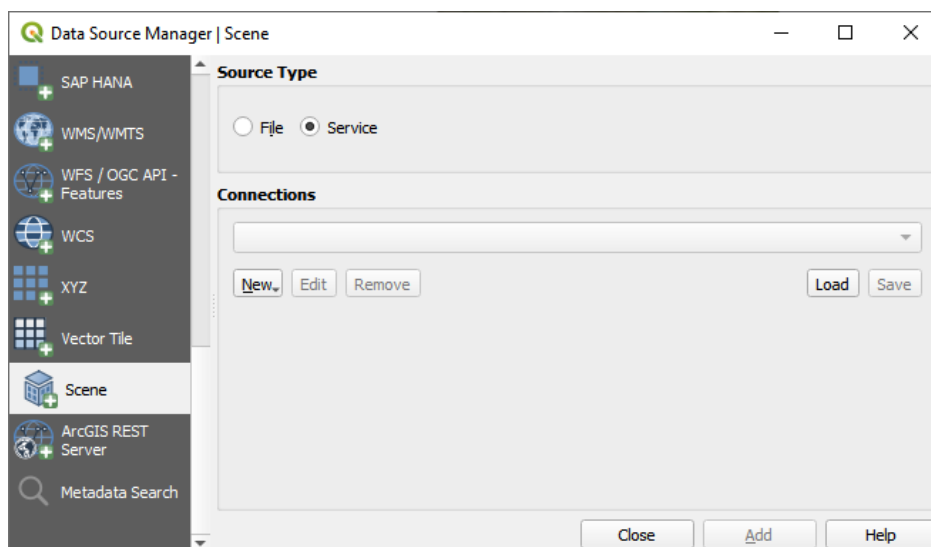 Data Source Manager | Scene
SAP HANA
WMS/WMTS
WFS / OGC API -
Features
WCS
XYZ
Vector Tile
Scene
ArcGIS REST
Server
Metadata Search
Source Type
File Service
Connections
New Edit Remove Load Save
Close Add Help